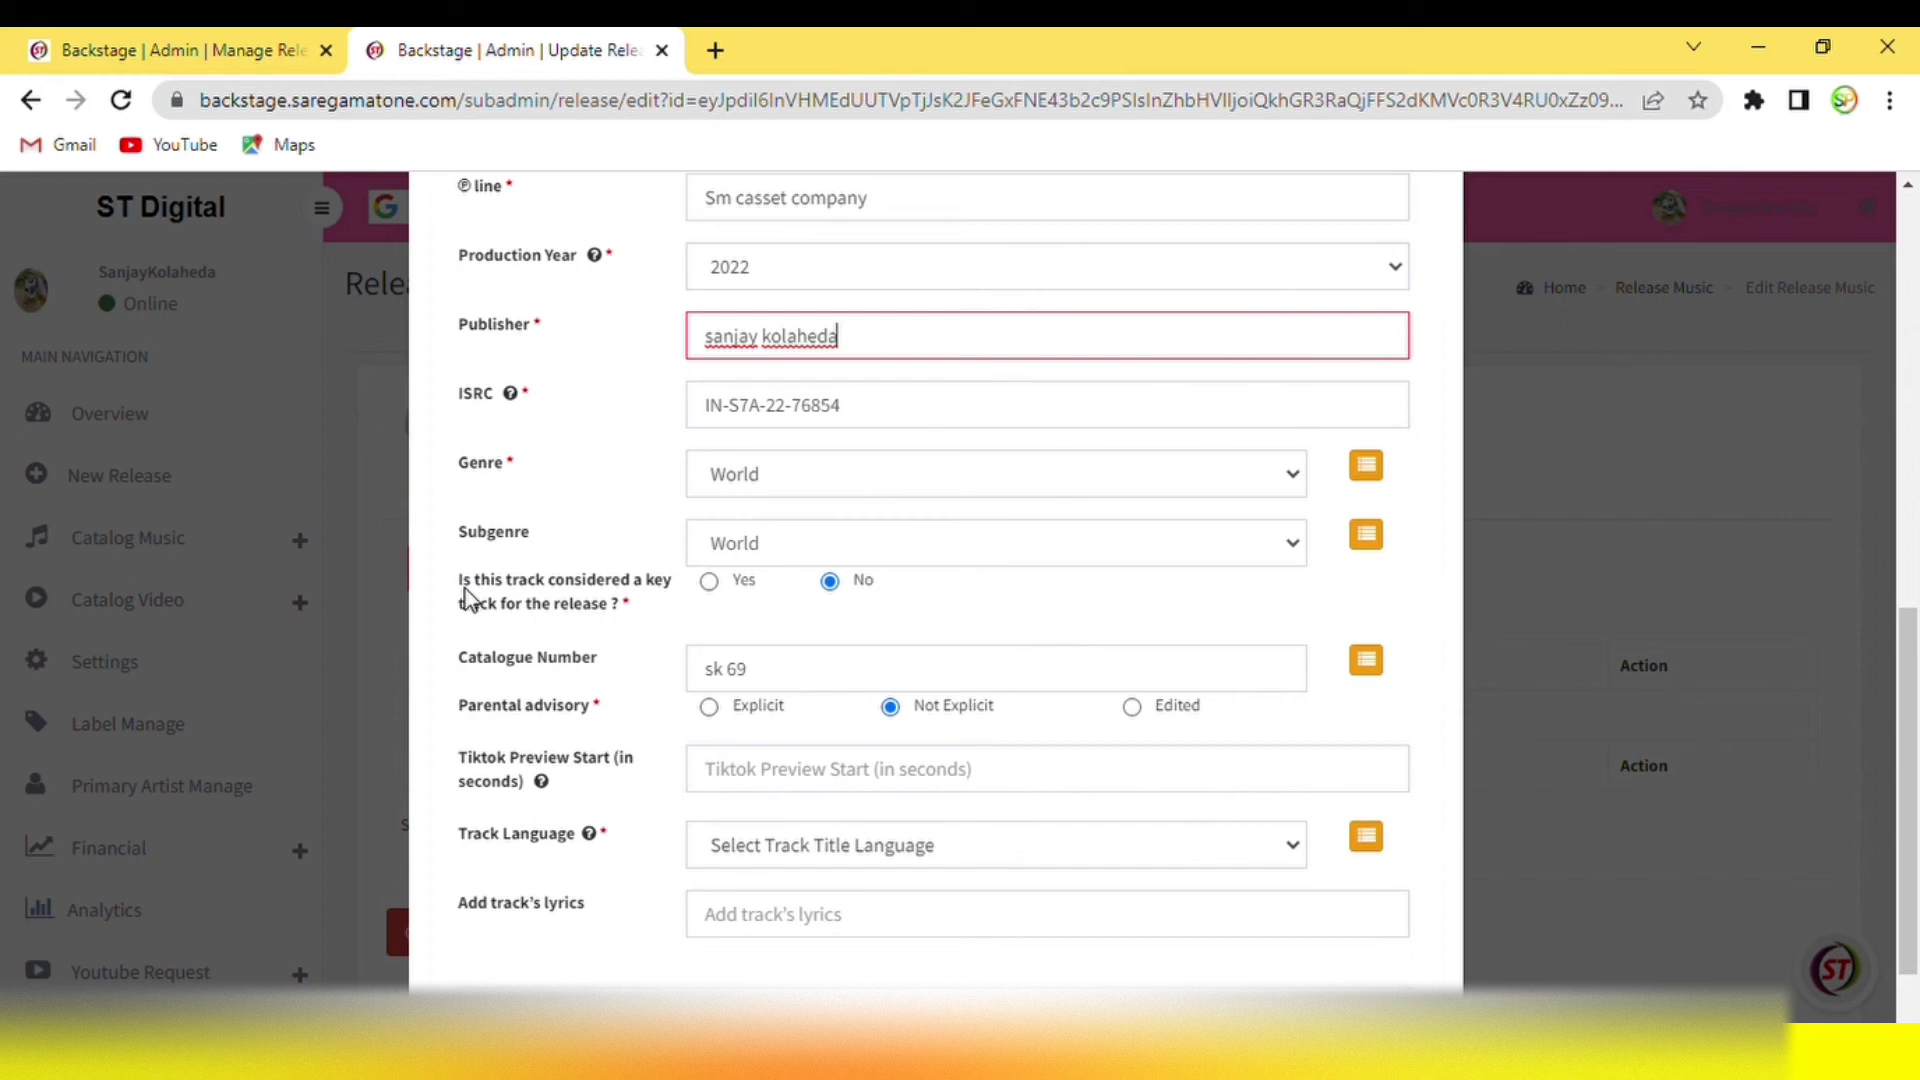 Backstage | Admin | Manage Rele
Backstage | Admin | Update Relea
backstage.saregamatone.com/subadmin/release/edit?id=eyJpdiI6InVHMEdUUTVpTjJsK2JFeGxFNE43b2c9PSIsInZhbHVlIjoiQkhGR3RaQjFFS2dKMVc0R3V4RU0xZz09...
SP
Gmail
YouTube
Maps
ST Digital
G
SanjayKolaheda
Online
MAIN NAVIGATION
Overview
New Release
Catalog Music
Catalog Video
Settings
Label Manage
Primary Artist Manage
Financial
Analytics
Youtube Request
Rele
Home
Release Music
Edit Release Music
℗ line *
Sm casset company
Production Year *
2022
Publisher *
sanjay kolaheda
ISRC *
IN-S7A-22-76854
Genre *
World
Subgenre
World
Is this track considered a key
track for the release ? *
Yes
No
Catalogue Number
sk 69
Parental advisory *
Explicit
Not Explicit
Edited
Tiktok Preview Start (in
seconds)
Tiktok Preview Start (in seconds)
Track Language *
Select Track Title Language
Add track's lyrics
Add track's lyrics
Action
Action
ST